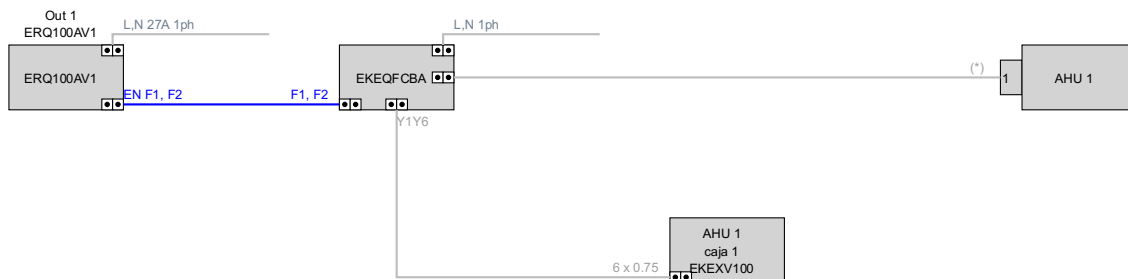 Out 1
ERQ100AV1
L,N 27A 1ph
L,N 1ph
ERQ100AV1
EKEQFCBA
(*)
1
AHU 1
EN F1, F2
F1, F2
Y1Y6
AHU 1
caja 1
6 x 0.75
EKEXV100